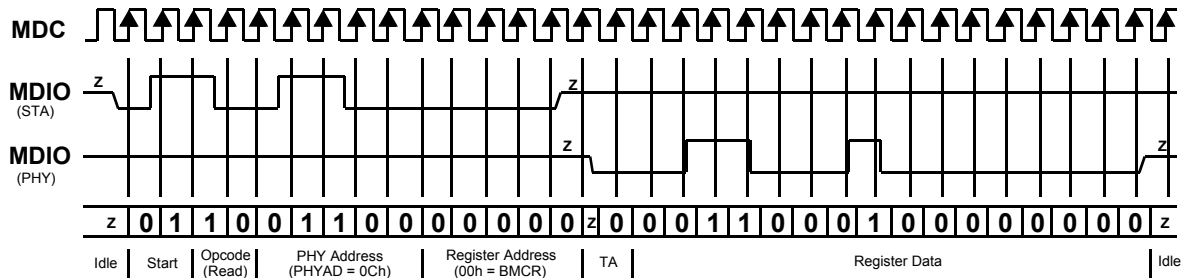 MDC
z
MDIO
(STA)
z
MDIO
(PHY)
z
z
z 0 1 1 0 0 1 1 0 0 0 0 0 0 0 z 0 0 0 1 1 0 0 0 1 0 0 0 0 0 0 0 0 z
Idle Start Opcode (Read) PHY Address (PHYAD = 0Ch) Register Address (00h = BMCR) TA Register Data Idle